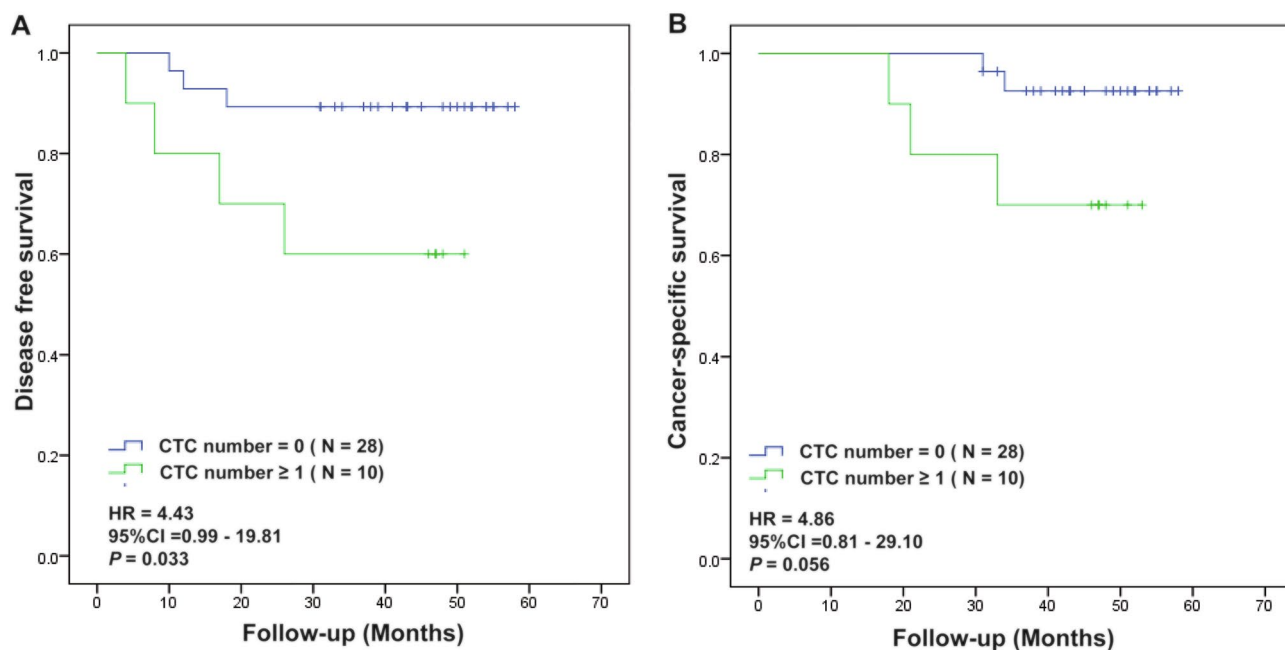 A
Disease free survival
1.0
0.8
0.6
0.4
0.2
0.0
CTC number = 0 ( N = 28)
CTC number ≥ 1 ( N = 10)
HR = 4.43
95%CI =0.99 - 19.81
P = 0.033
0 10 20 30 40 50 60 70
Follow-up (Months)
B
Cancer-specific survival
1.0
0.8
0.6
0.4
0.2
0.0
CTC number = 0 ( N = 28)
CTC number ≥ 1 ( N = 10)
HR = 4.86
95%CI =0.81 - 29.10
P = 0.056
0 20 30 40 50 60 70
Follow-up (Months)